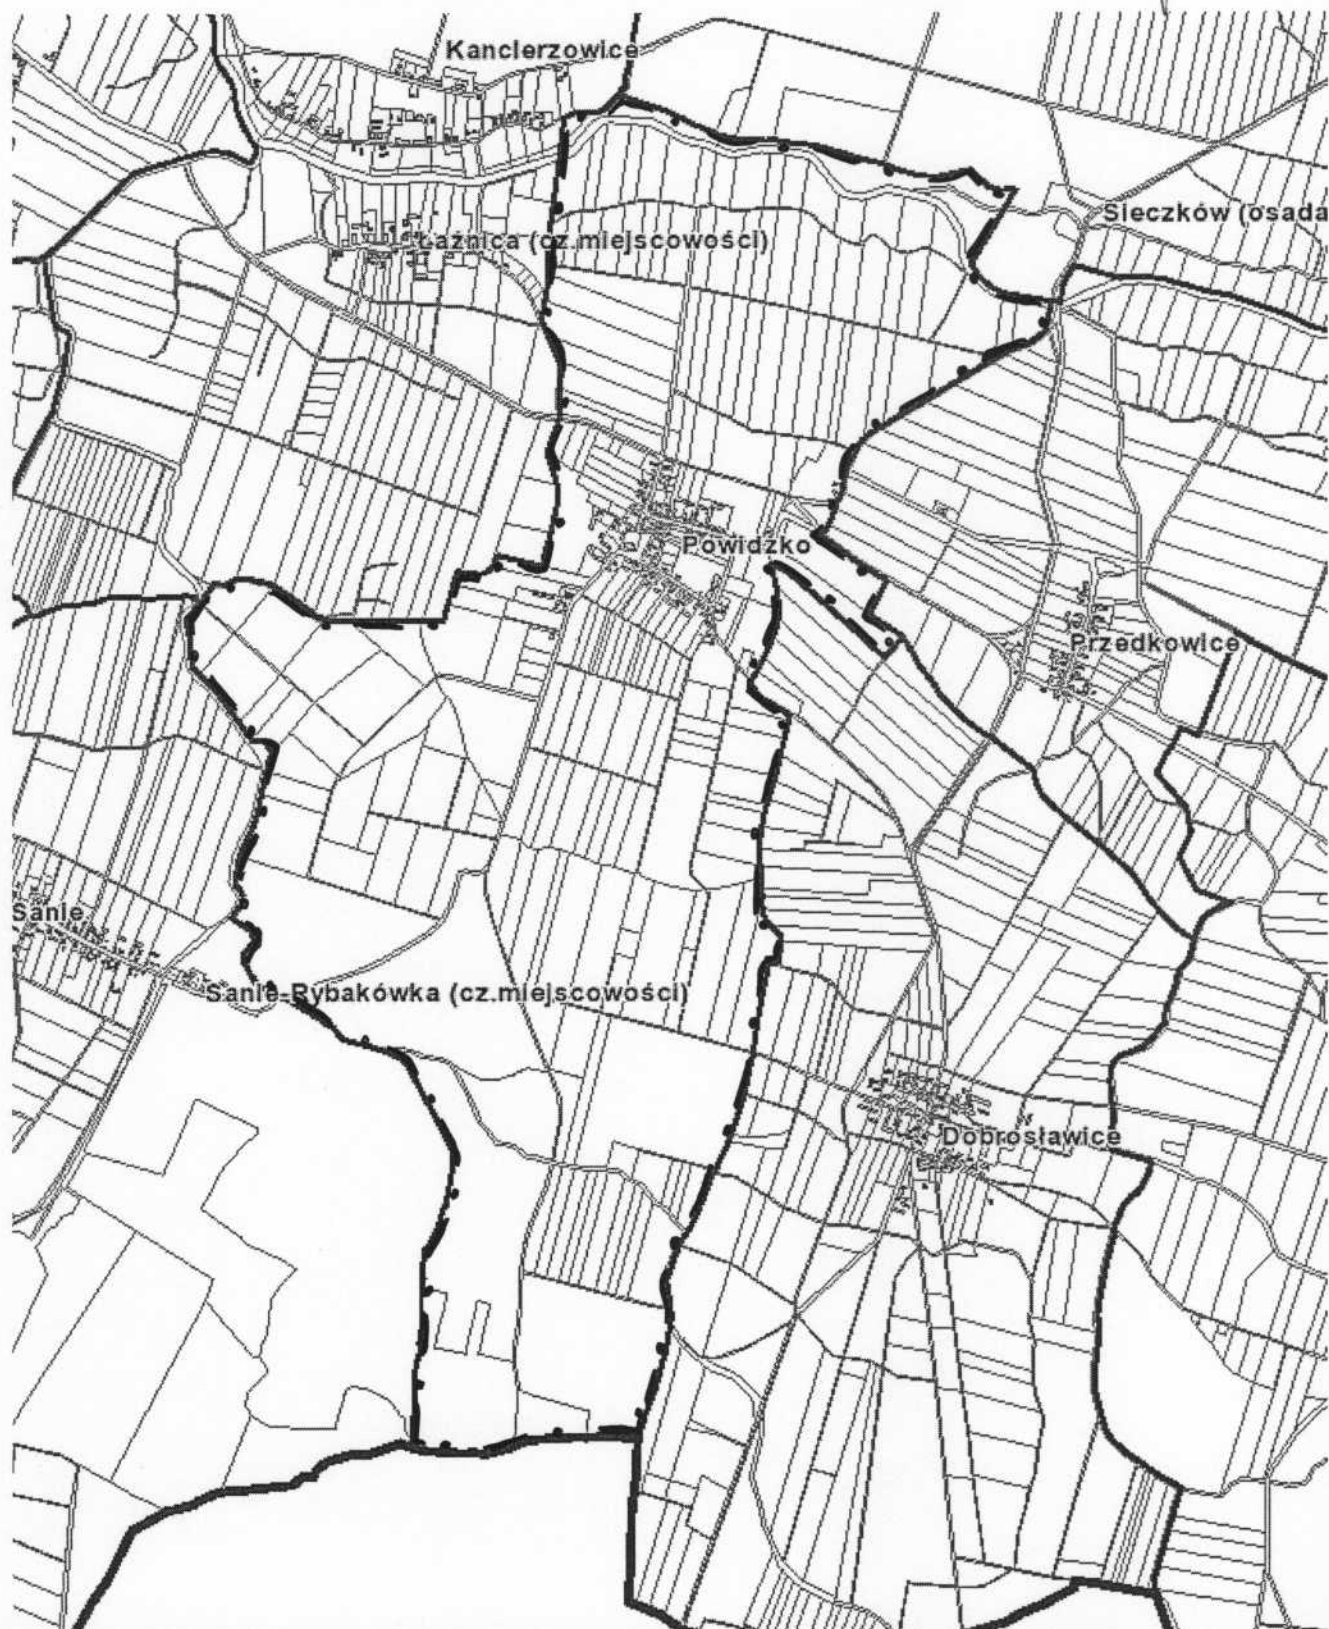 Kanclerzowice
Sieczków (osada
Łaźnica (cz.miejscowości)
Powidzko
Przedkowice
Sanie
Sanie-Rybakówka (cz.miejscowości)
Dobrosławice